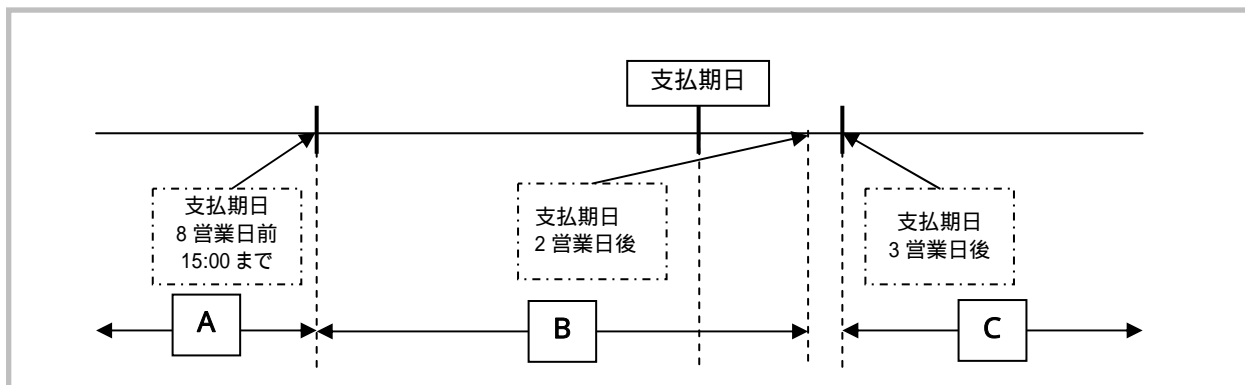 支払期日
支払期日
8 営業日前
15:00 まで
支払期日
2 営業日後
支払期日
3 営業日後
A
B
C